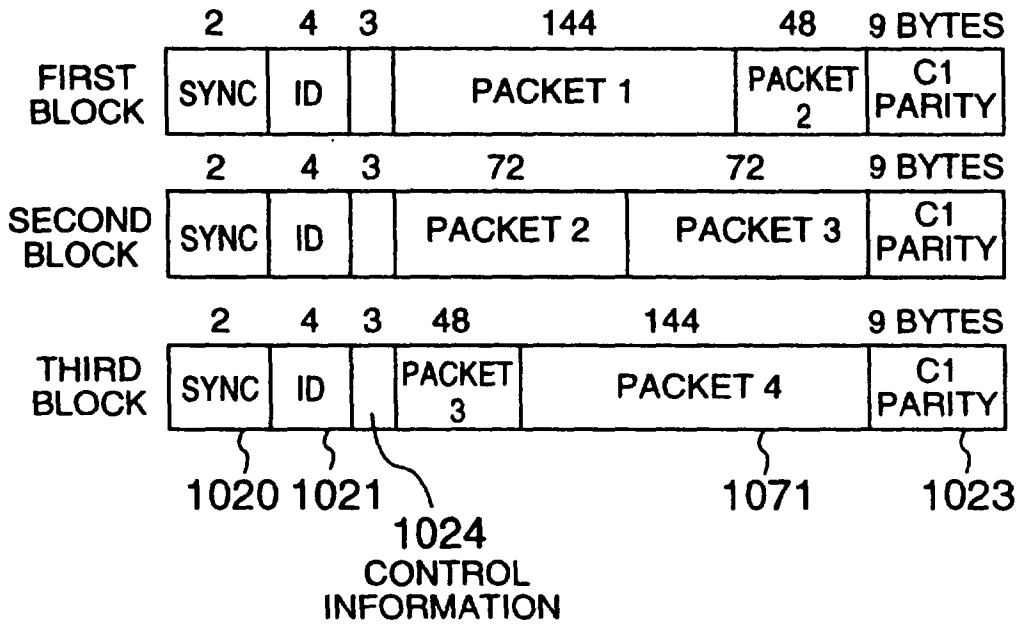 2 4 3 144 48 9 BYTES
FIRST BLOCK SYNC ID PACKET 1 PACKET 2 C1 PARITY
2 4 3 72 72 9 BYTES
SECOND BLOCK SYNC ID PACKET 2 PACKET 3 C1 PARITY
2 4 3 48 144 9 BYTES
THIRD BLOCK SYNC ID PACKET 3 PACKET 4 C1 PARITY
1020 1021 1071 1023
1024
CONTROL
INFORMATION